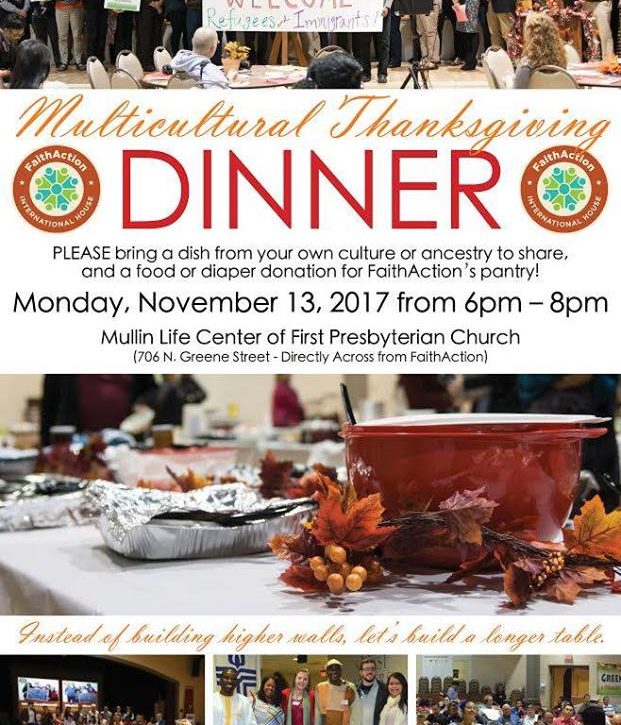 WELCOME
Refugees & Immigrants!
Multicultural Thanksgiving
FaithAction
INTERNATIONAL HOUSE
DINNER
FaithAction
INTERNATIONAL HOUSE
PLEASE bring a dish from your own culture or ancestry to share,
and a food or diaper donation for FaithAction's pantry!
Monday, November 13, 2017 from 6pm – 8pm
Mullin Life Center of First Presbyterian Church
(706 N. Greene Street - Directly Across from FaithAction)
Instead of building higher walls, let's build a longer table.
GREEN